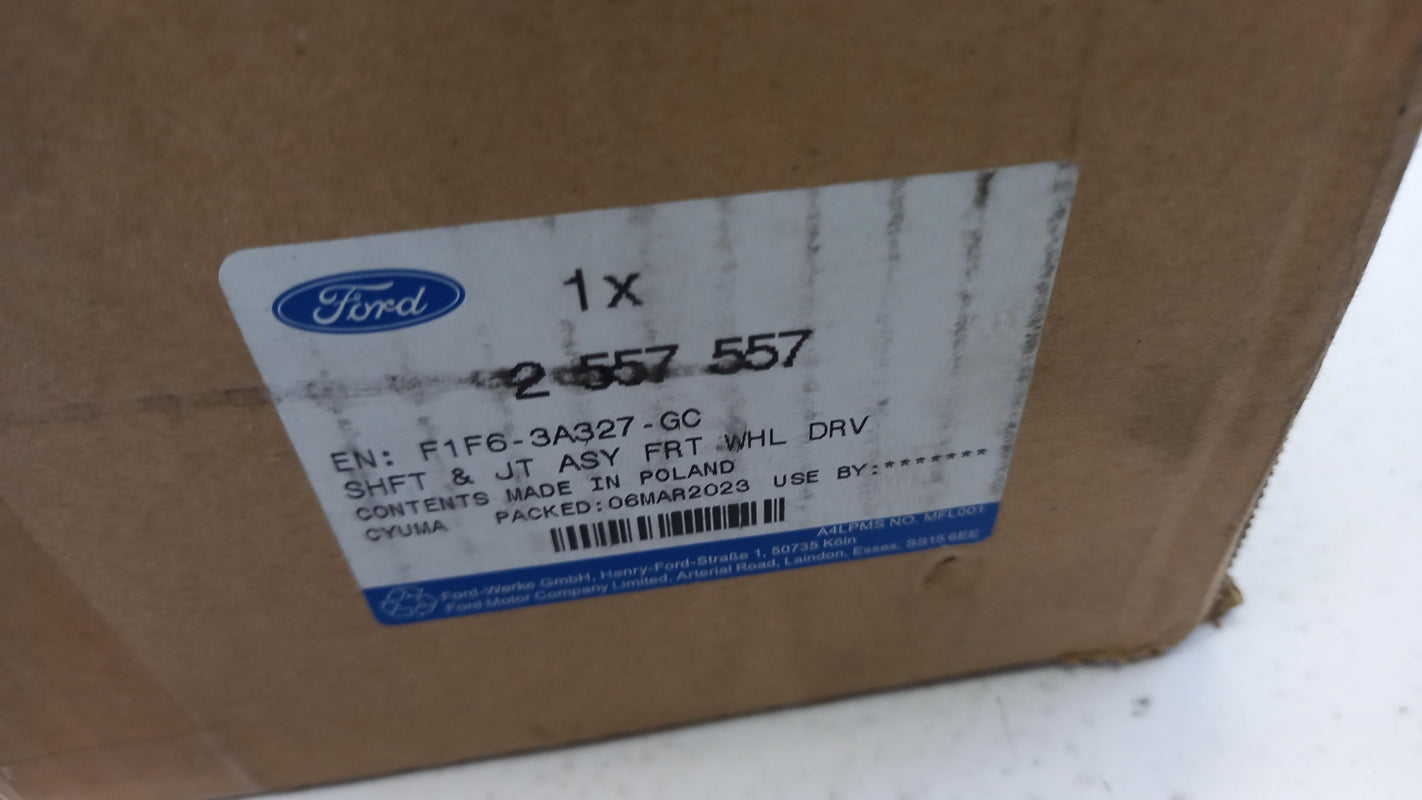 Ford
1x
2 557 557
EN: F1F6-3A327-GC
SHFT & JT ASY FRT WHL DRV
CONTENTS MADE IN POLAND
CYUMA PACKED:06MAR2023 USE BY:*******
A4LPMS NO. MFL001
Ford-Werke GmbH, Henry-Ford-Straße 1, 50735 Köln
Ford Motor Company Limited, Arterial Road, Laindon, Essex. SS15 6EE